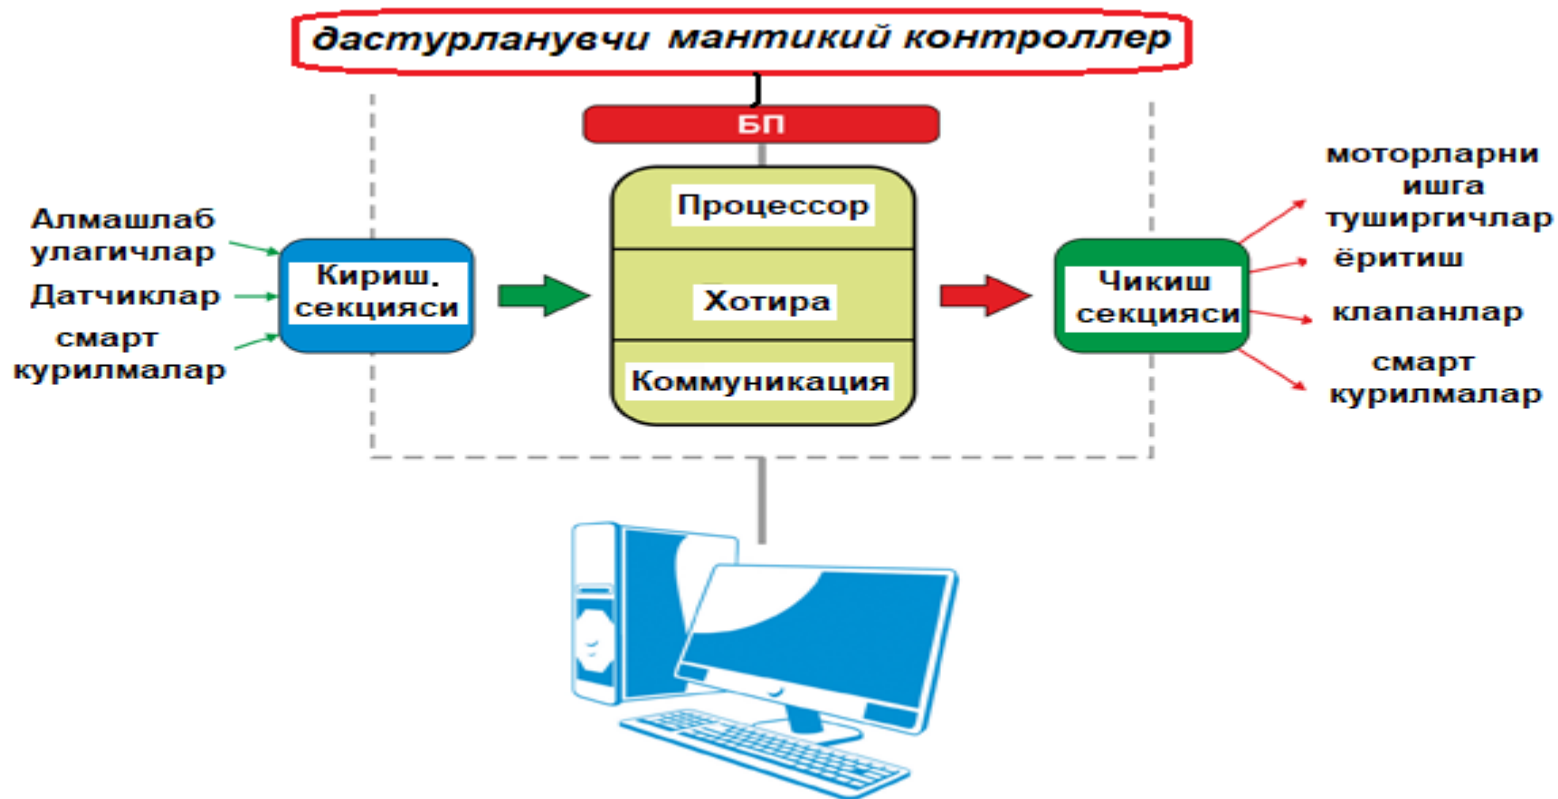 дастурланувчи мантикий контроллер
БП
Алмашлаб
улагичлар
Датчиклар
смарт
курилмалар
Кириш.
секцияси
Процессор
Хотира
Коммуникация
Чикиш
секцияси
моторларни
ишга
туширгичлар
ёритиш
клапанлар
смарт
курилмалар